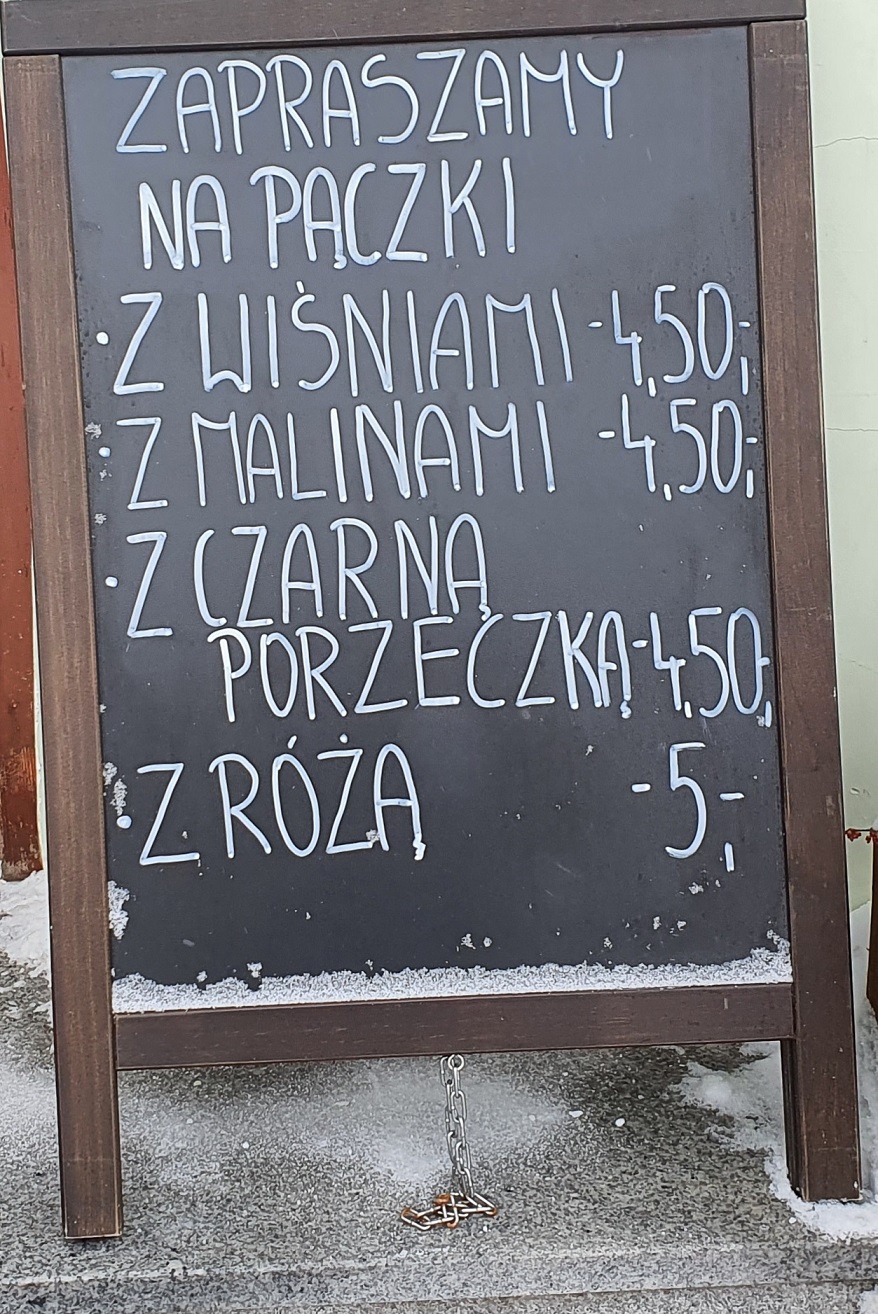 ZAPRASZAMY
NA PĄCZKI
• Z WIŚNIAMI -4,50,-
• Z MALINAMI -4,50,-
• Z CZARNĄ
PORZECZKĄ-4,50,-
• Z RÓŻĄ -5,-